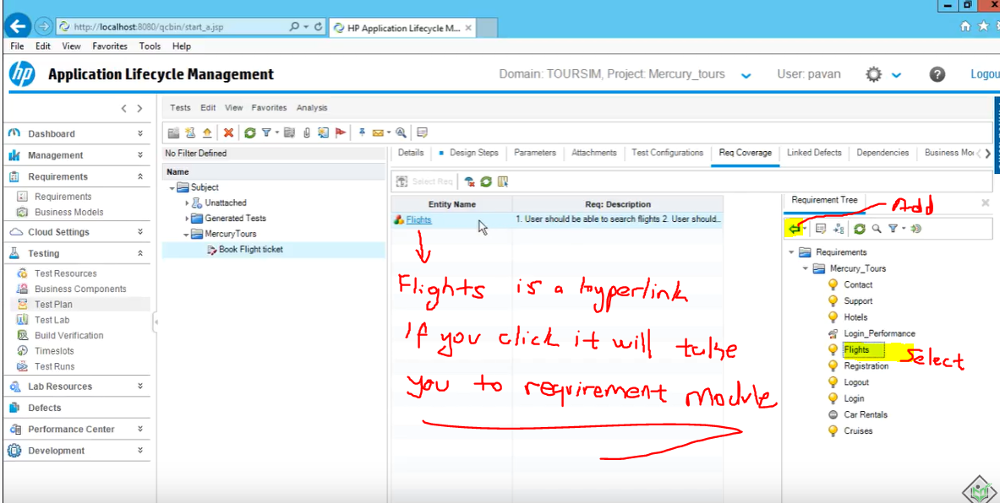 http://localhost:8080/qcbin/start_a.jsp
HP Application Lifecycle M...
File Edit View Favorites Tools Help
hp Application Lifecycle Management
Domain: TOURSIM, Project: Mercury_tours
User: pavan
Logou
Dashboard
Management
Requirements
Requirements
Business Models
Cloud Settings
Testing
Test Resources
Business Components
Test Plan
Test Lab
Build Verification
Timeslots
Test Runs
Lab Resources
Defects
Performance Center
Development
Tests Edit View Favorites Analysis
No Filter Defined
Name
Subject
Unattached
Generated Tests
MercuryTours
Book Flight ticket
Details Design Steps Parameters Attachments Test Configurations Req Coverage Linked Defects Dependencies Business Mo
Select Req
Entity Name Req: Description
Flights 1. User should be able to search flights 2. User should..
Flights is a hyperlink
If you click it will take
you to requirement module
Requirement Tree
Add
Requirements
Mercury_Tours
Contact
Support
Hotels
Login_Performance
Flights
Select
Registration
Logout
Login
Car Rentals
Cruises